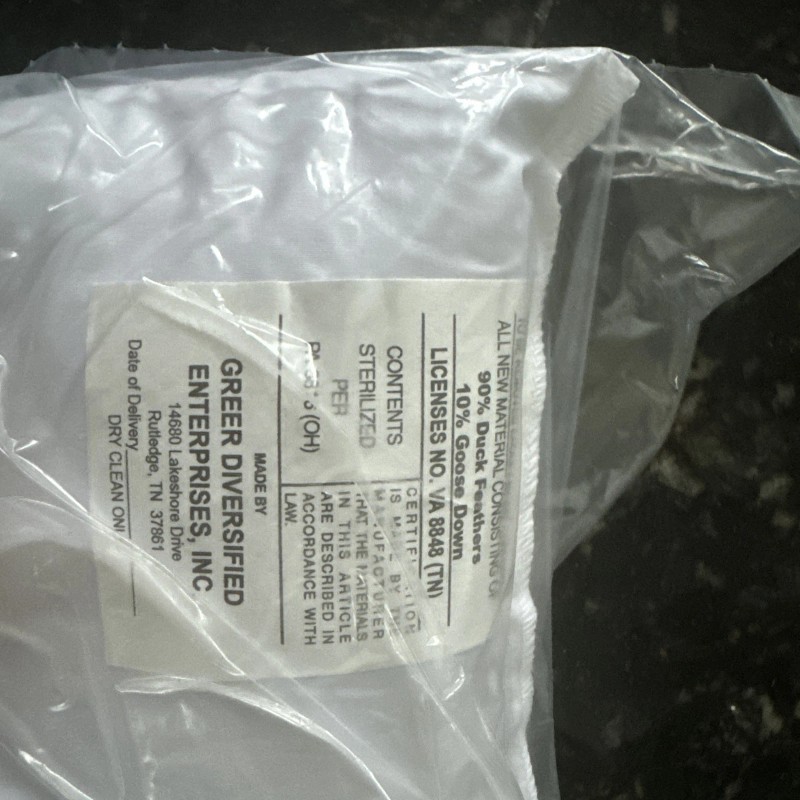 ALL NEW MATERIAL CONSISTING OF
90% Duck Feathers
10% Goose Down
LICENSES NO. VA 8848 (TN)
CONTENTS
STERILIZED
PER
(OH)
CERTIFICATION
IS MADE BY THE
MANUFACTURER
THAT THE MATERIALS
IN THIS ARTICLE
ARE DESCRIBED IN
ACCORDANCE WITH
LAW.
MADE BY
GREER DIVERSIFIED
ENTERPRISES, INC
14680 Lakeshore Drive
Rutledge, TN 37861
Date of Delivery
DRY CLEAN